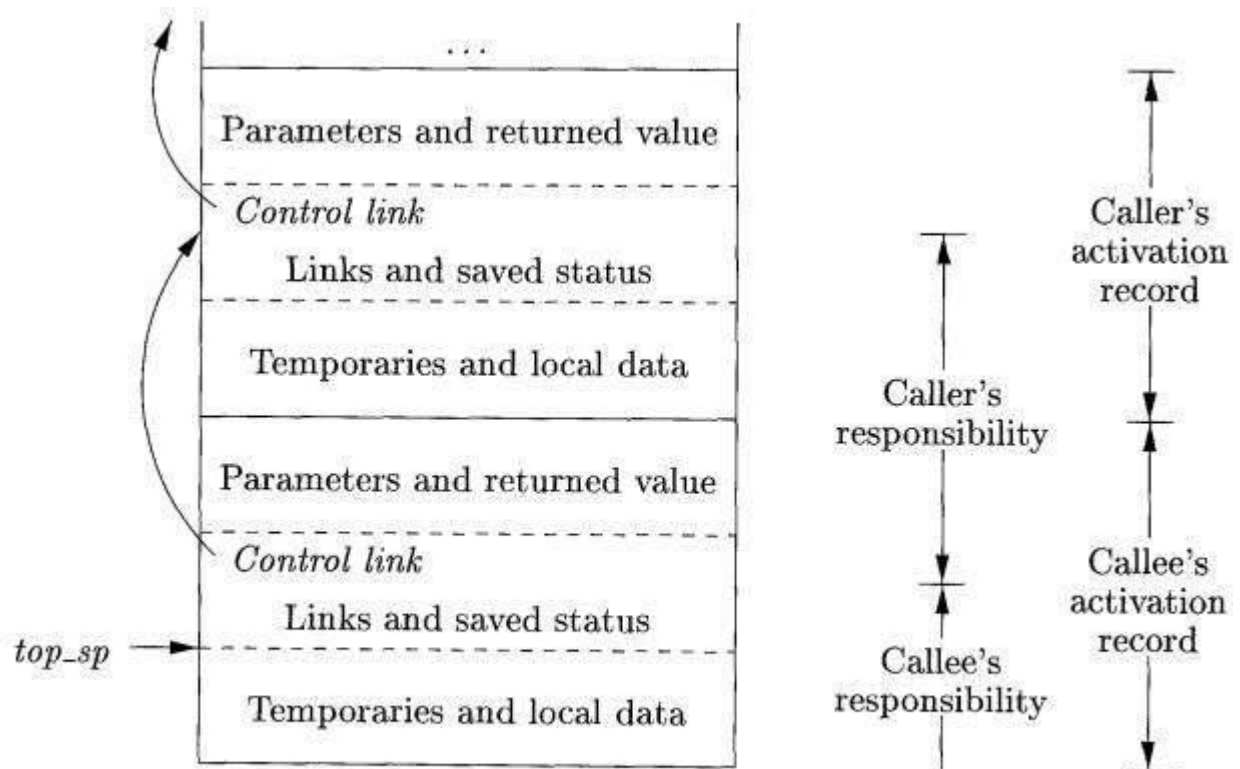 ...
Parameters and returned value
Control link
Links and saved status
Temporaries and local data
Parameters and returned value
Control link
Links and saved status
top_sp
Temporaries and local data
Caller's
responsibility
Callee's
responsibility
Caller's
activation
record
Callee's
activation
record